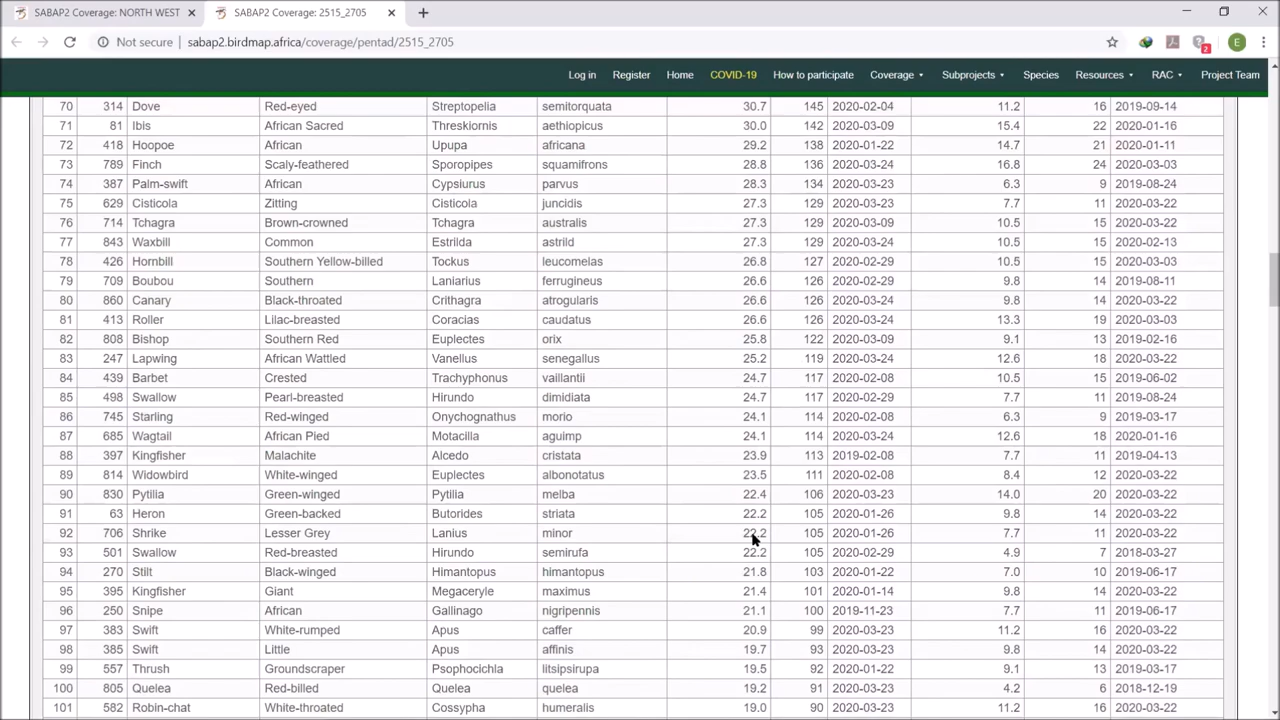 SABAP2 Coverage: NORTH WEST
SABAP2 Coverage: 2515_2705
Not secure sabap2.birdmap.africa/coverage/pentad/2515_2705
E
2
Log in Register Home COVID-19 How to participate Coverage Subprojects Species Resources RAC Project Team
70 314 Dove Red-eyed Streptopelia semitorquata 30.7 145 2020-02-04 11.2 16 2019-09-14
71 81 Ibis African Sacred Threskiornis aethiopicus 30.0 142 2020-03-09 15.4 22 2020-01-16
72 418 Hoopoe African Upupa africana 29.2 138 2020-01-22 14.7 21 2020-01-11
73 789 Finch Scaly-feathered Sporopipes squamifrons 28.8 136 2020-03-24 16.8 24 2020-03-03
74 387 Palm-swift African Cypsiurus parvus 28.3 134 2020-03-23 6.3 9 2019-08-24
75 629 Cisticola Zitting Cisticola juncidis 27.3 129 2020-03-23 7.7 11 2020-03-22
76 714 Tchagra Brown-crowned Tchagra australis 27.3 129 2020-03-09 10.5 15 2020-03-22
77 843 Waxbill Common Estrilda astrild 27.3 129 2020-03-24 10.5 15 2020-02-13
78 426 Hornbill Southern Yellow-billed Tockus leucomelas 26.8 127 2020-02-29 10.5 15 2020-03-03
79 709 Boubou Southern Laniarius ferrugineus 26.6 126 2020-02-29 9.8 14 2019-08-11
80 860 Canary Black-throated Crithagra atrogularis 26.6 126 2020-03-24 9.8 14 2020-03-22
81 413 Roller Lilac-breasted Coracias caudatus 26.6 126 2020-03-24 13.3 19 2020-03-03
82 808 Bishop Southern Red Euplectes orix 25.8 122 2020-03-09 9.1 13 2019-02-16
83 247 Lapwing African Wattled Vanellus senegallus 25.2 119 2020-03-24 12.6 18 2020-03-22
84 439 Barbet Crested Trachyphonus vaillantii 24.7 117 2020-02-08 10.5 15 2019-06-02
85 498 Swallow Pearl-breasted Hirundo dimidiata 24.7 117 2020-02-29 7.7 11 2019-08-24
86 745 Starling Red-winged Onychognathus morio 24.1 114 2020-02-08 6.3 9 2019-03-17
87 685 Wagtail African Pied Motacilla aguimp 24.1 114 2020-03-24 12.6 18 2020-01-16
88 397 Kingfisher Malachite Alcedo cristata 23.9 113 2019-02-08 7.7 11 2019-04-13
89 814 Widowbird White-winged Euplectes albonotatus 23.5 111 2020-02-08 8.4 12 2020-03-22
90 830 Pytilia Green-winged Pytilia melba 22.4 106 2020-03-23 14.0 20 2020-03-22
91 63 Heron Green-backed Butorides striata 22.2 105 2020-01-26 9.8 14 2020-03-22
92 706 Shrike Lesser Grey Lanius minor 22.2 105 2020-01-26 7.7 11 2020-03-22
93 501 Swallow Red-breasted Hirundo semirufa 22.2 105 2020-02-29 4.9 7 2018-03-27
94 270 Stilt Black-winged Himantopus himantopus 21.8 103 2020-01-22 7.0 10 2019-06-17
95 395 Kingfisher Giant Megaceryle maximus 21.4 101 2020-01-14 9.8 14 2020-03-22
96 250 Snipe African Gallinago nigripennis 21.1 100 2019-11-23 7.7 11 2019-06-17
97 383 Swift White-rumped Apus caffer 20.9 99 2020-03-23 11.2 16 2020-03-22
98 385 Swift Little Apus affinis 19.7 93 2020-03-23 9.8 14 2020-03-22
99 557 Thrush Groundscraper Psophocichla litsipsirupa 19.5 92 2020-01-22 9.1 13 2019-03-17
100 805 Quelea Red-billed Quelea quelea 19.2 91 2020-03-23 4.2 6 2018-12-19
101 582 Robin-chat White-throated Cossypha humeralis 19.0 90 2020-03-23 11.2 16 2020-03-22